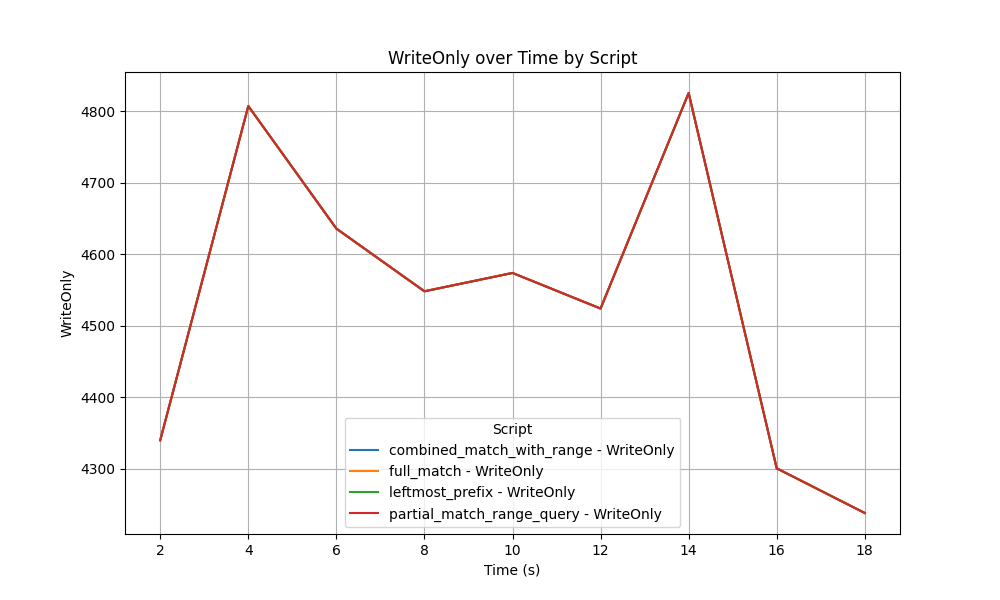 WriteOnly over Time by Script
WriteOnly
4800
4700
4600
4500
4400
4300
Script
combined_match_with_range - WriteOnly
full_match - WriteOnly
leftmost_prefix - WriteOnly
partial_match_range_query - WriteOnly
2 4 6 8 10 12 14 16 18
Time (s)